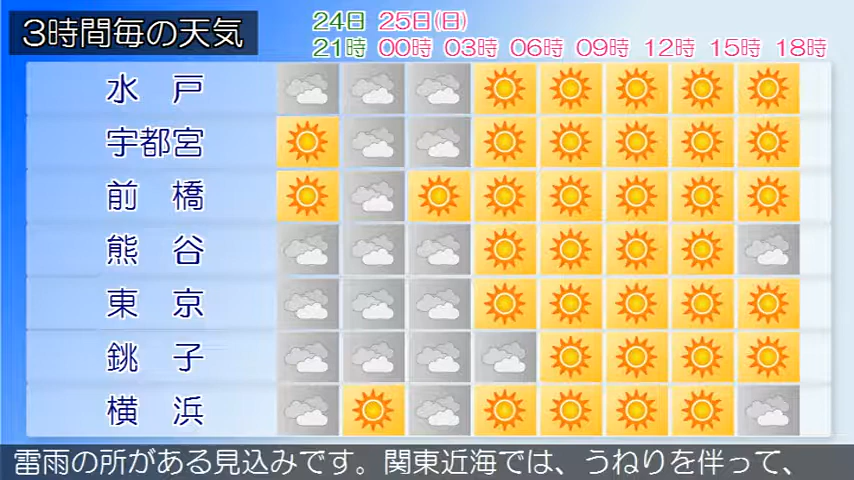 3時間毎の天気
24日 25日(日)
21時 00時 03時 06時 09時 12時 15時 18時
水戸
宇都宮
前橋
熊谷
東京
銚子
横浜
雷雨の所がある見込みです。関東近海では、うねりを伴って、